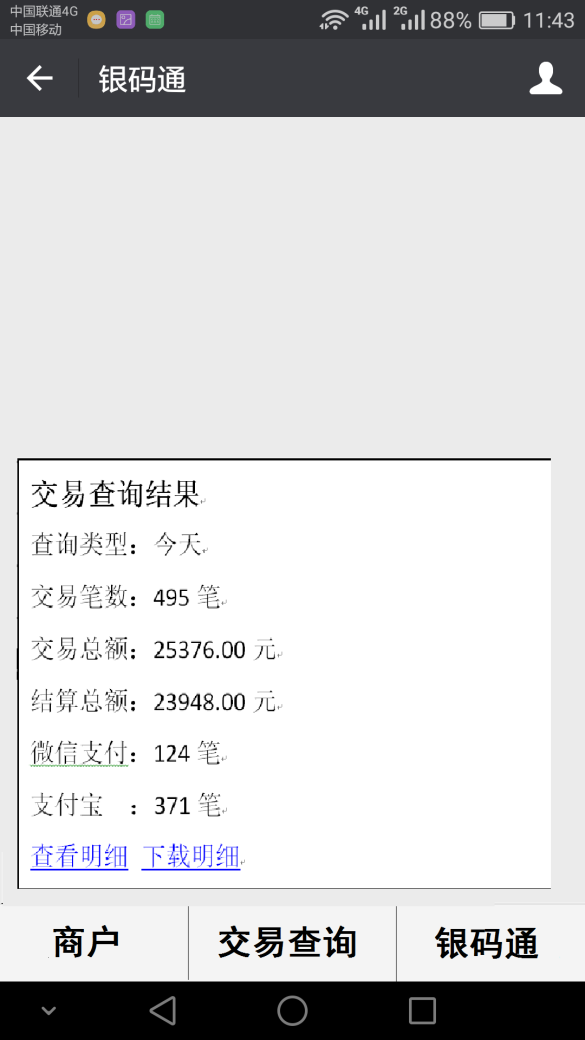 中国联通4G
中国移动
4G 2G 88% 11:43
银码通
交易查询结果
查询类型：今天
交易笔数：495 笔
交易总额：25376.00 元
结算总额：23948.00 元
微信支付：124 笔
支付宝 ：371 笔
查看明细 下载明细
商户 交易查询 银码通